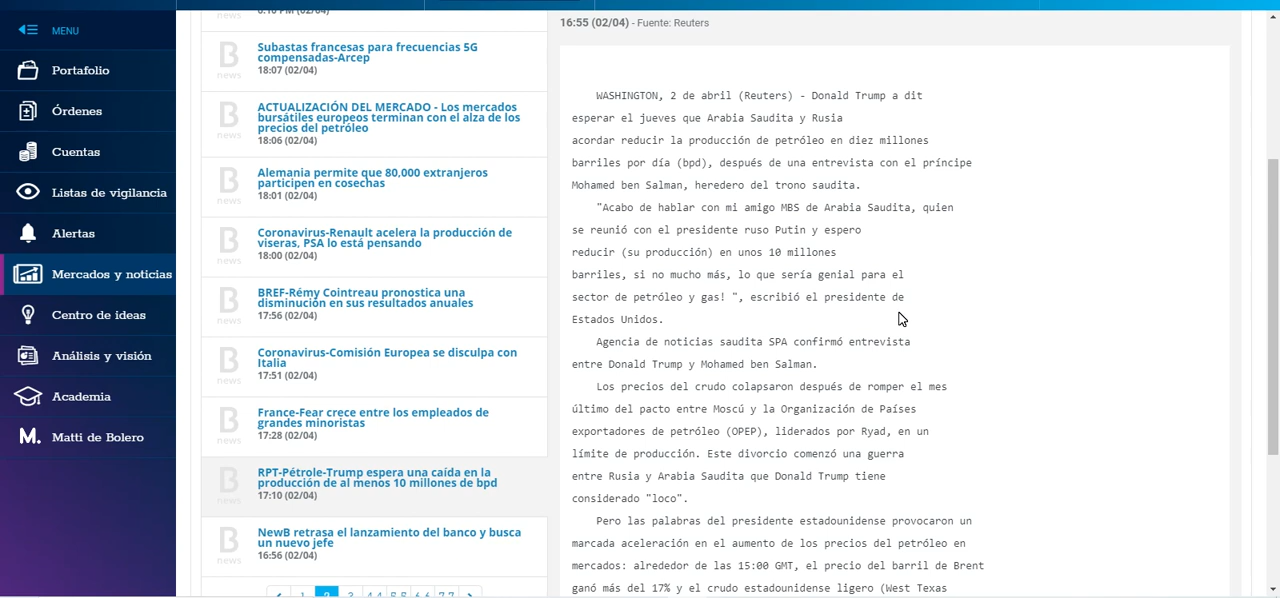 MENU
Portafolio
Órdenes
Cuentas
Listas de vigilancia
Alertas
Mercados y noticias
Centro de ideas
Análisis y visión
Academia
M. Matti de Bolero
news
Subastas francesas para frecuencias 5G
compensadas-Arcep
18:07 (02/04)
B news
ACTUALIZACIÓN DEL MERCADO - Los mercados
bursátiles europeos terminan con el alza de los
precios del petróleo
18:06 (02/04)
B news
Alemania permite que 80,000 extranjeros
participen en cosechas
18:01 (02/04)
B news
Coronavirus-Renault acelera la producción de
viseras, PSA lo está pensando
18:00 (02/04)
B news
BREF-Rémy Cointreau pronostica una
disminución en sus resultados anuales
17:56 (02/04)
B news
Coronavirus-Comisión Europea se disculpa con
Italia
17:51 (02/04)
B news
France-Fear crece entre los empleados de
grandes minoristas
17:28 (02/04)
B news
RPT-Pétrole-Trump espera una caída en la
producción de al menos 10 millones de bpd
17:10 (02/04)
B news
NewB retrasa el lanzamiento del banco y busca
un nuevo jefe
16:56 (02/04)
B news
16:55 (02/04) - Fuente: Reuters
WASHINGTON, 2 de abril (Reuters) - Donald Trump a dit
esperar el jueves que Arabia Saudita y Rusia
acordar reducir la producción de petróleo en diez millones
barriles por día (bpd), después de una entrevista con el príncipe
Mohamed ben Salman, heredero del trono saudita.
"Acabo de hablar con mi amigo MBS de Arabia Saudita, quien
se reunió con el presidente ruso Putin y espero
reducir (su producción) en unos 10 millones
barriles, si no mucho más, lo que sería genial para el
sector de petróleo y gas! ", escribió el presidente de
Estados Unidos.
Agencia de noticias saudita SPA confirmó entrevista
entre Donald Trump y Mohamed ben Salman.
Los precios del crudo colapsaron después de romper el mes
último del pacto entre Moscú y la Organización de Países
exportadores de petróleo (OPEP), liderados por Ryad, en un
límite de producción. Este divorcio comenzó una guerra
entre Rusia y Arabia Saudita que Donald Trump tiene
considerado "loco".
Pero las palabras del presidente estadounidense provocaron un
marcada aceleración en el aumento de los precios del petróleo en
mercados: alrededor de las 15:00 GMT, el precio del barril de Brent
ganó más del 17% y el crudo estadounidense ligero (West Texas